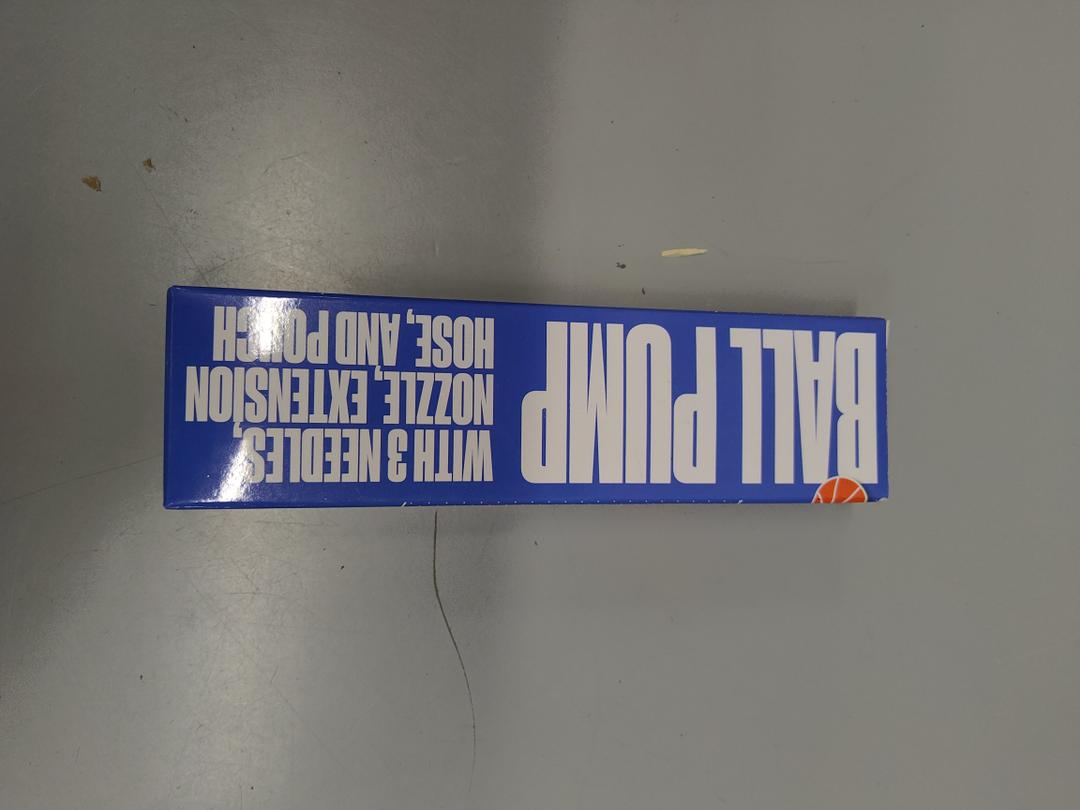 BALL PUMP
WITH 3 NEEDLES,
NOZZLE, EXTENSION
HOSE, AND POUCH